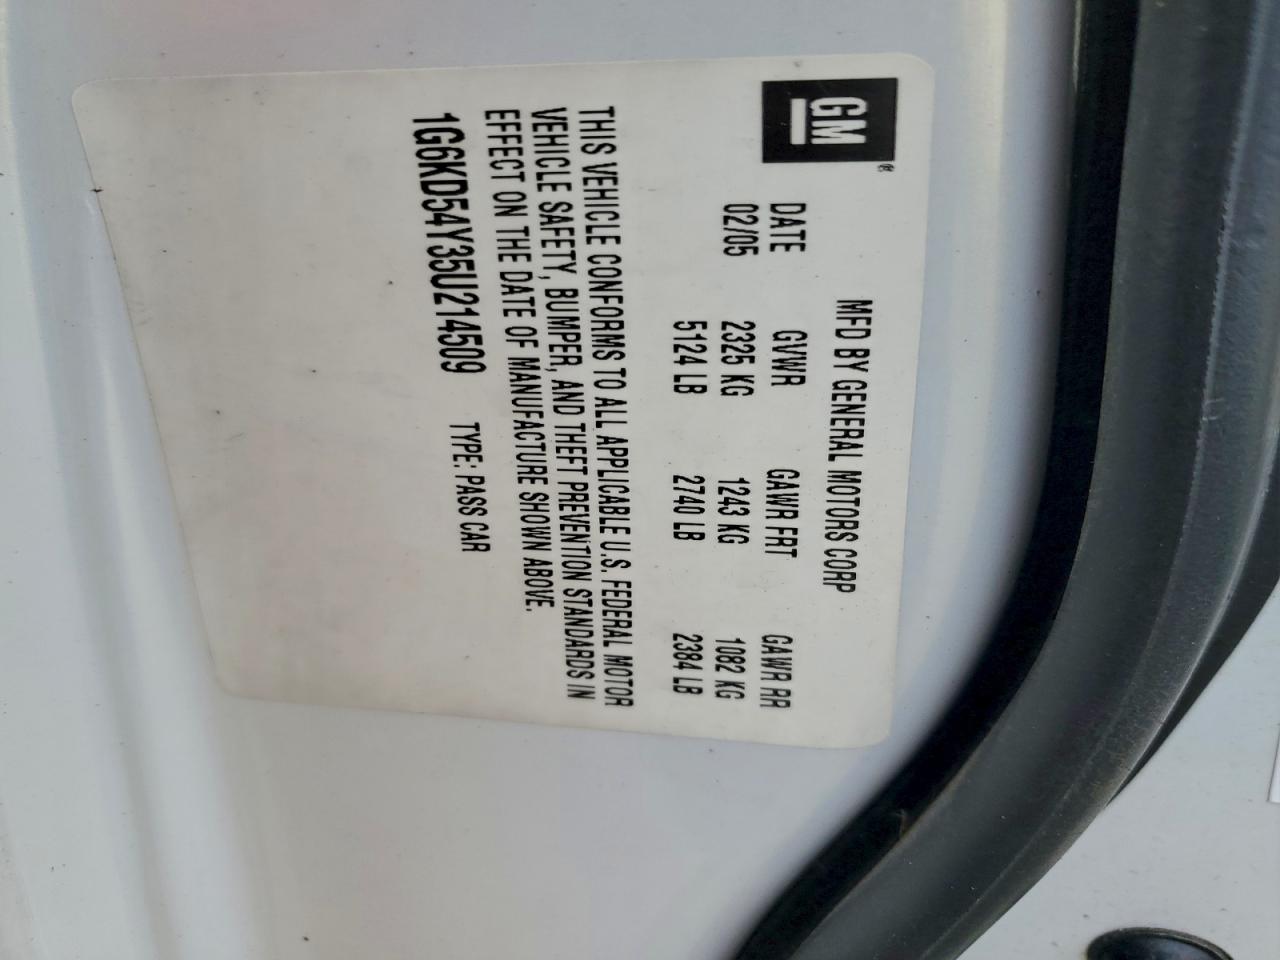 GM ®
MFD BY GENERAL MOTORS CORP
DATE GVWR GAWR FRT GAWR RR
02/05 2325 KG 1243 KG 1082 KG
5124 LB 2740 LB 2384 LB
THIS VEHICLE CONFORMS TO ALL APPLICABLE U.S. FEDERAL MOTOR
VEHICLE SAFETY, BUMPER, AND THEFT PREVENTION STANDARDS IN
EFFECT ON THE DATE OF MANUFACTURE SHOWN ABOVE.
1G6KD54Y35U214509 TYPE: PASS CAR